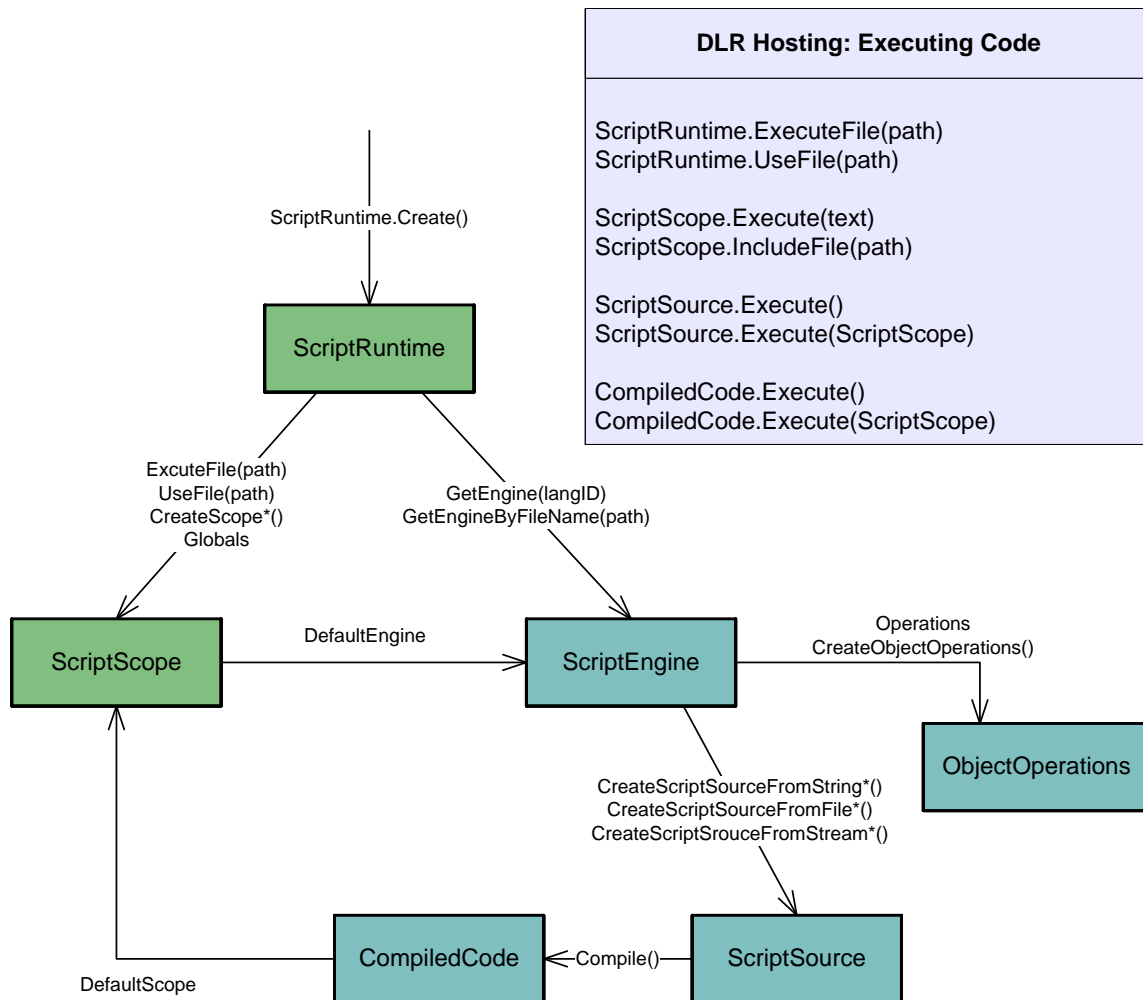 DLR Hosting: Executing Code
ScriptRuntime.ExecuteFile(path)
ScriptRuntime.UseFile(path)
ScriptScope.Execute(text)
ScriptScope.IncludeFile(path)
ScriptSource.Execute()
ScriptSource.Execute(ScriptScope)
CompiledCode.Execute()
CompiledCode.Execute(ScriptScope)
ScriptRuntime.Create()
ScriptRuntime
ExcuteFile(path)
UseFile(path)
CreateScope*()
Globals
GetEngine(langID)
GetEngineByFileName(path)
ScriptScope
DefaultEngine
ScriptEngine
Operations
CreateObjectOperations()
ObjectOperations
CreateScriptSourceFromString*()
CreateScriptSourceFromFile*()
CreateScriptSrouceFromStream*()
CompiledCode
Compile()
ScriptSource
DefaultScope